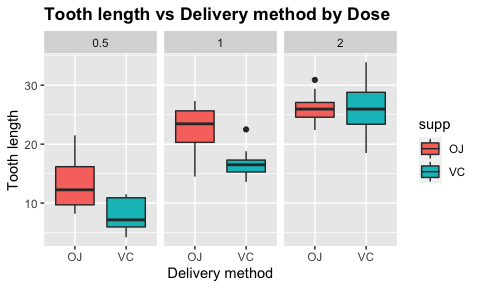 Tooth length vs Delivery method by Dose
0.5 1 2
30
20
10
Tooth length
OJ VC OJ VC OJ VC
Delivery method
supp
OJ
VC